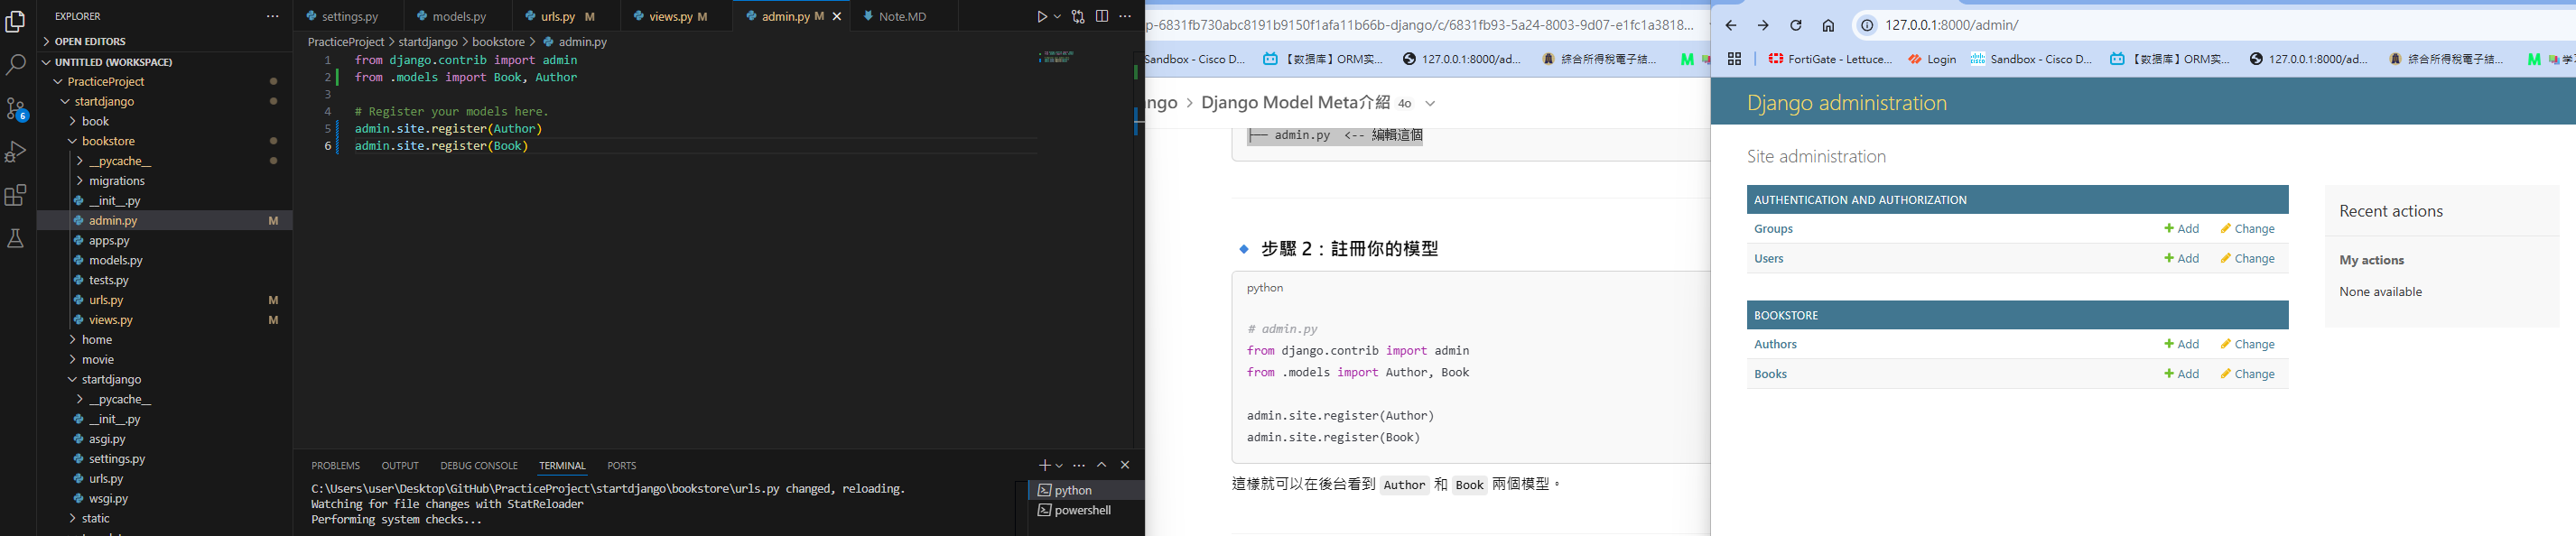 EXPLORER
OPEN EDITORS
UNTITLED (WORKSPACE)
PracticeProject
startdjango
book
bookstore
__pycache__
migrations
__init__.py
admin.py M
apps.py
models.py
tests.py
urls.py M
views.py M
home
movie
startdjango
__pycache__
__init__.py
asgi.py
settings.py
urls.py
wsgi.py
static
6
settings.py models.py urls.py M views.py M admin.py M Note.MD
PracticeProject > startdjango > bookstore > admin.py
1 from django.contrib import admin
2 from .models import Book, Author
3
4 # Register your models here.
5 admin.site.register(Author)
6 admin.site.register(Book)
PROBLEMS OUTPUT DEBUG CONSOLE TERMINAL PORTS
C:\Users\user\Desktop\GitHub\PracticeProject\startdjango\bookstore\urls.py changed, reloading.
Watching for file changes with StatReloader
Performing system checks...
python
powershell
p-6831fb730abc8191b9150f1afa11b66b-django/c/6831fb93-5a24-8003-9d07-e1fc1a3818...
Sandbox - Cisco D... 【数据库】ORM实... 127.0.0.1:8000/ad... 綜合所得稅電子結...
ngo > Django Model Meta介紹 4o
├── admin.py <-- 編輯這個
步驟 2：註冊你的模型
python
# admin.py
from django.contrib import admin
from .models import Author, Book
admin.site.register(Author)
admin.site.register(Book)
這樣就可以在後台看到 Author 和 Book 兩個模型。
127.0.0.1:8000/admin/
FortiGate - Lettuce... Login Sandbox - Cisco D... 【数据库】ORM实... 127.0.0.1:8000/ad... 綜合所得稅電子結...
Django administration
Site administration
AUTHENTICATION AND AUTHORIZATION
Groups Add Change
Users Add Change
BOOKSTORE
Authors Add Change
Books Add Change
Recent actions
My actions
None available